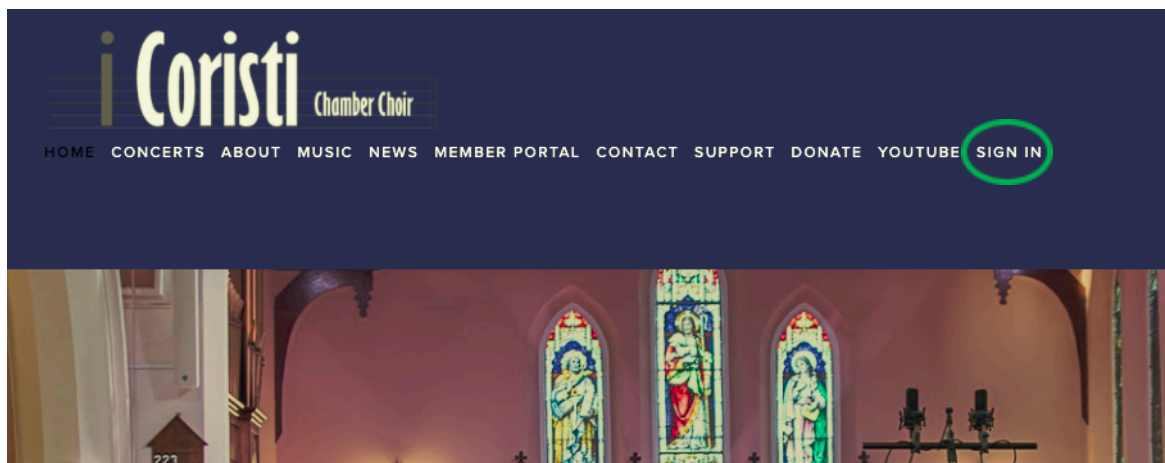 i Coristi Chamber Choir
HOME CONCERTS ABOUT MUSIC NEWS MEMBER PORTAL CONTACT SUPPORT DONATE YOUTUBE SIGN IN
223